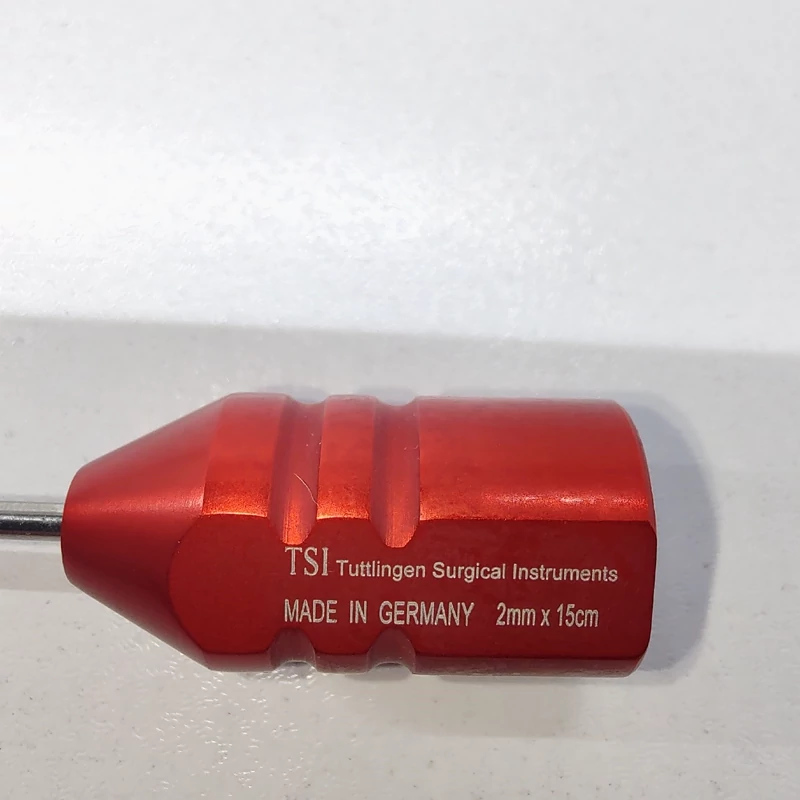 TSI Tuttlingen Surgical Instruments
MADE IN GERMANY 2mm x 15cm